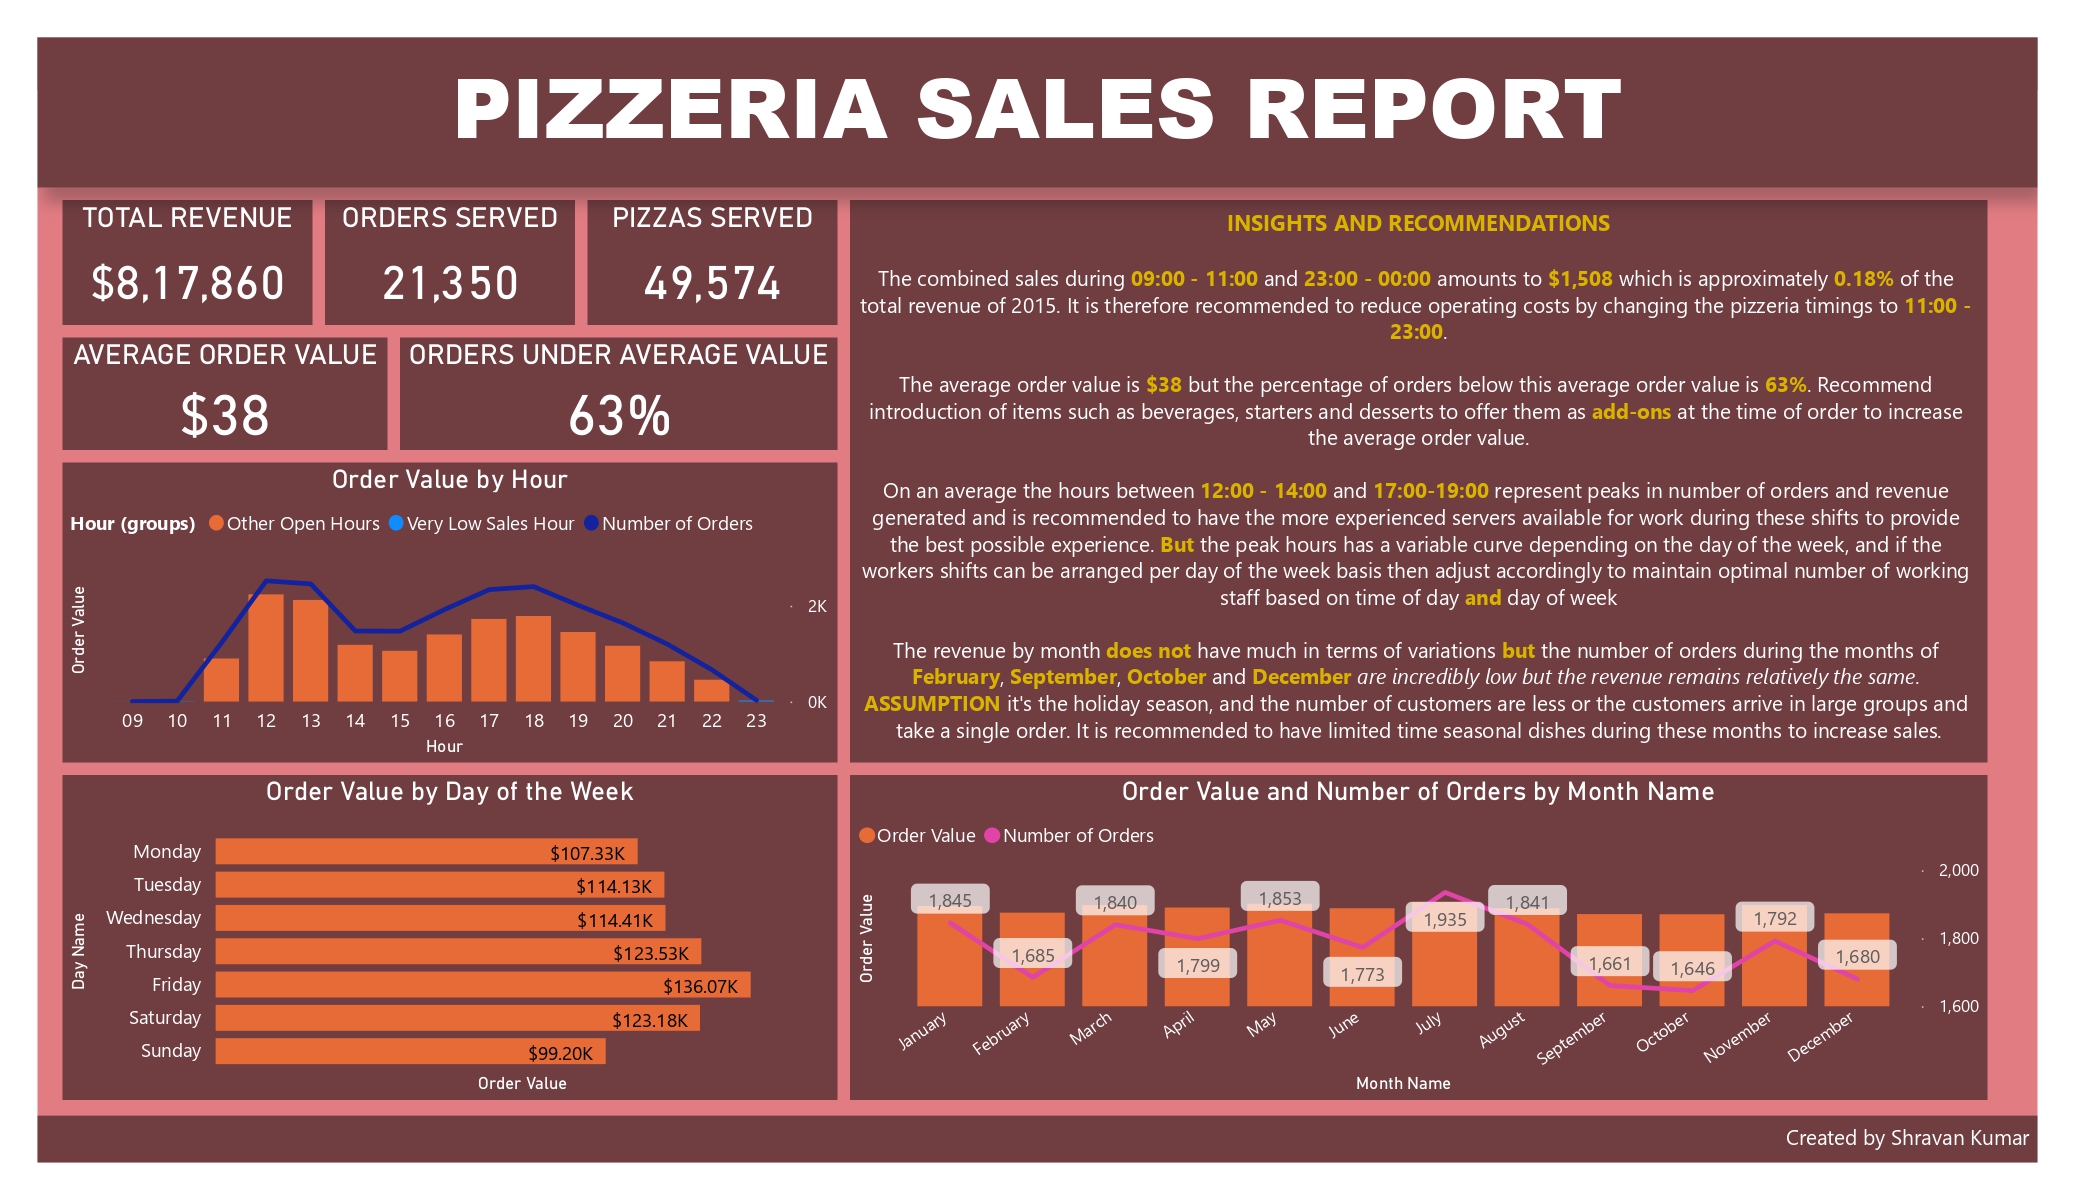 PIZZERIA SALES REPORT
TOTAL REVENUE
$8,17,860
ORDERS SERVED
21,350
PIZZAS SERVED
49,574
AVERAGE ORDER VALUE
$38
ORDERS UNDER AVERAGE VALUE
63%
INSIGHTS AND RECOMMENDATIONS
The combined sales during 09:00 - 11:00 and 23:00 - 00:00 amounts to $1,508 which is approximately 0.18% of the
total revenue of 2015. It is therefore recommended to reduce operating costs by changing the pizzeria timings to 11:00 -
23:00.
The average order value is $38 but the percentage of orders below this average order value is 63%. Recommend
introduction of items such as beverages, starters and desserts to offer them as add-ons at the time of order to increase
the average order value.
On an average the hours between 12:00 - 14:00 and 17:00-19:00 represent peaks in number of orders and revenue
generated and is recommended to have the more experienced servers available for work during these shifts to provide
the best possible experience. But the peak hours has a variable curve depending on the day of the week, and if the
workers shifts can be arranged per day of the week basis then adjust accordingly to maintain optimal number of working
staff based on time of day and day of week
The revenue by month does not have much in terms of variations but the number of orders during the months of
February, September, October and December are incredibly low but the revenue remains relatively the same.
ASSUMPTION it's the holiday season, and the number of customers are less or the customers arrive in large groups and
take a single order. It is recommended to have limited time seasonal dishes during these months to increase sales.
Order Value by Hour
Hour (groups) Other Open Hours Very Low Sales Hour Number of Orders
Order Value
2K
0K
09 10 11 12 13 14 15 16 17 18 19 20 21 22 23
Hour
Order Value by Day of the Week
Day Name
Monday $107.33K
Tuesday $114.13K
Wednesday $114.41K
Thursday $123.53K
Friday $136.07K
Saturday $123.18K
Sunday $99.20K
Order Value
Order Value and Number of Orders by Month Name
Order Value Number of Orders
Order Value
1,845 1,685 1,840 1,799 1,853 1,773 1,935 1,841 1,661 1,646 1,792 1,680
2,000
1,800
1,600
January February March April May June July August September October November December
Month Name
Created by Shravan Kumar